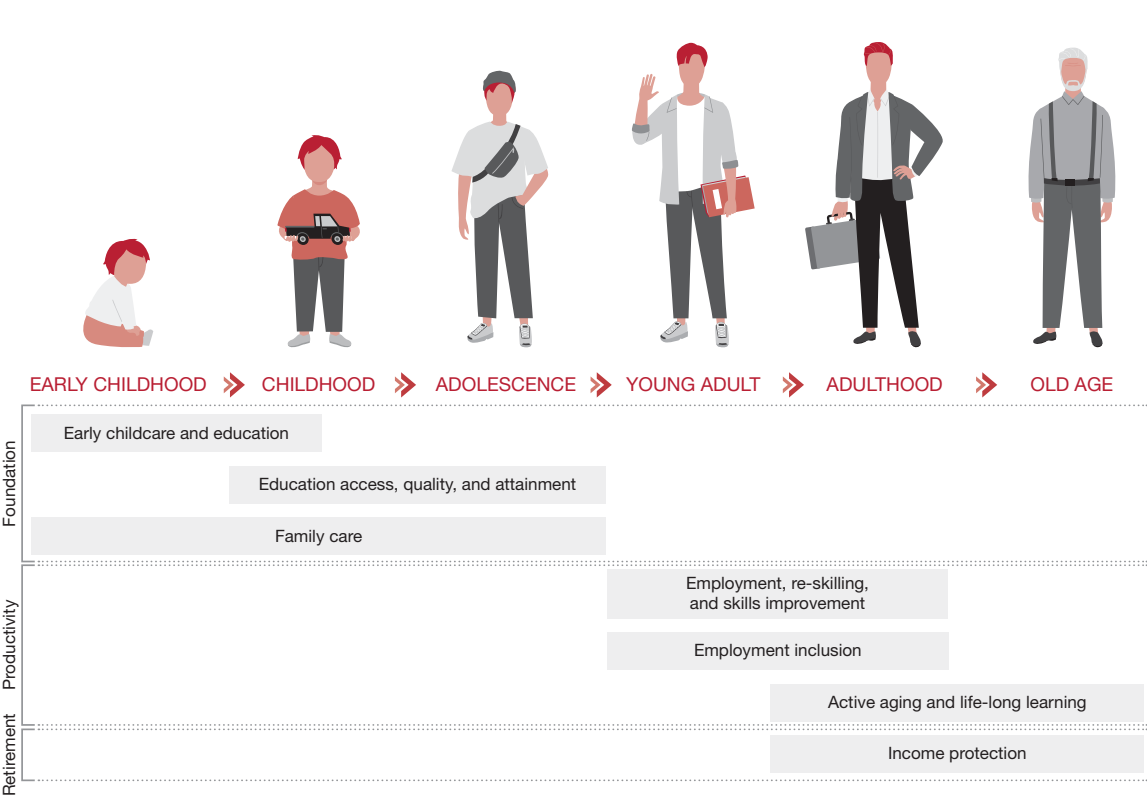 EARLY CHILDHOOD
CHILDHOOD
ADOLESCENCE
YOUNG ADULT
ADULTHOOD
OLD AGE
Foundation
Early childcare and education
Education access, quality, and attainment
Family care
Productivity
Employment, re-skilling,
and skills improvement
Employment inclusion
Active aging and life-long learning
Retirement
Income protection